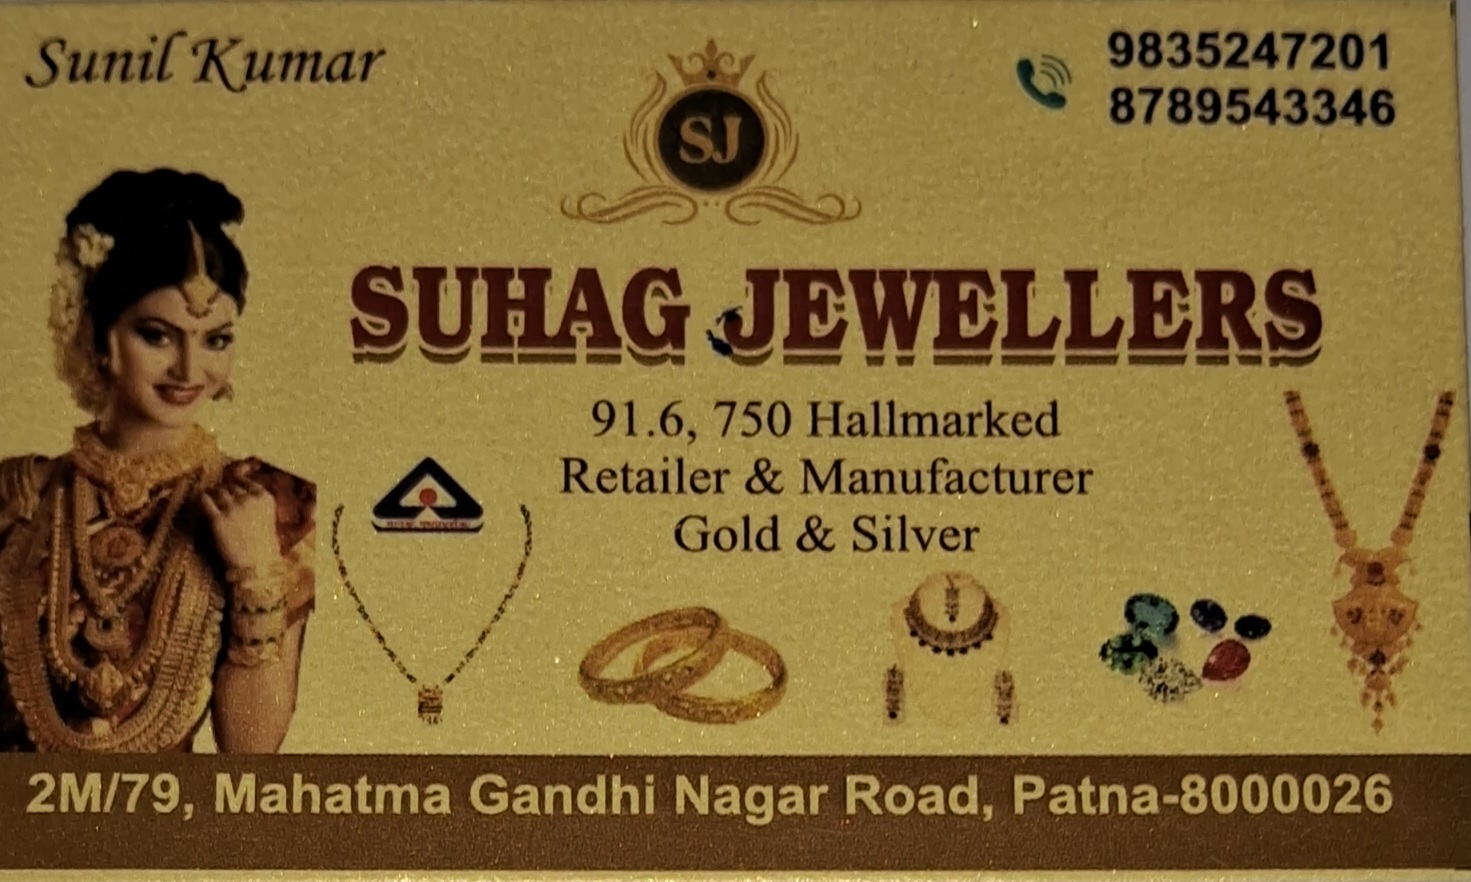 Sunil Kumar
9835247201
8789543346
SJ
SUHAG JEWELLERS
91.6, 750 Hallmarked
Retailer & Manufacturer
Gold & Silver
2M/79, Mahatma Gandhi Nagar Road, Patna-8000026